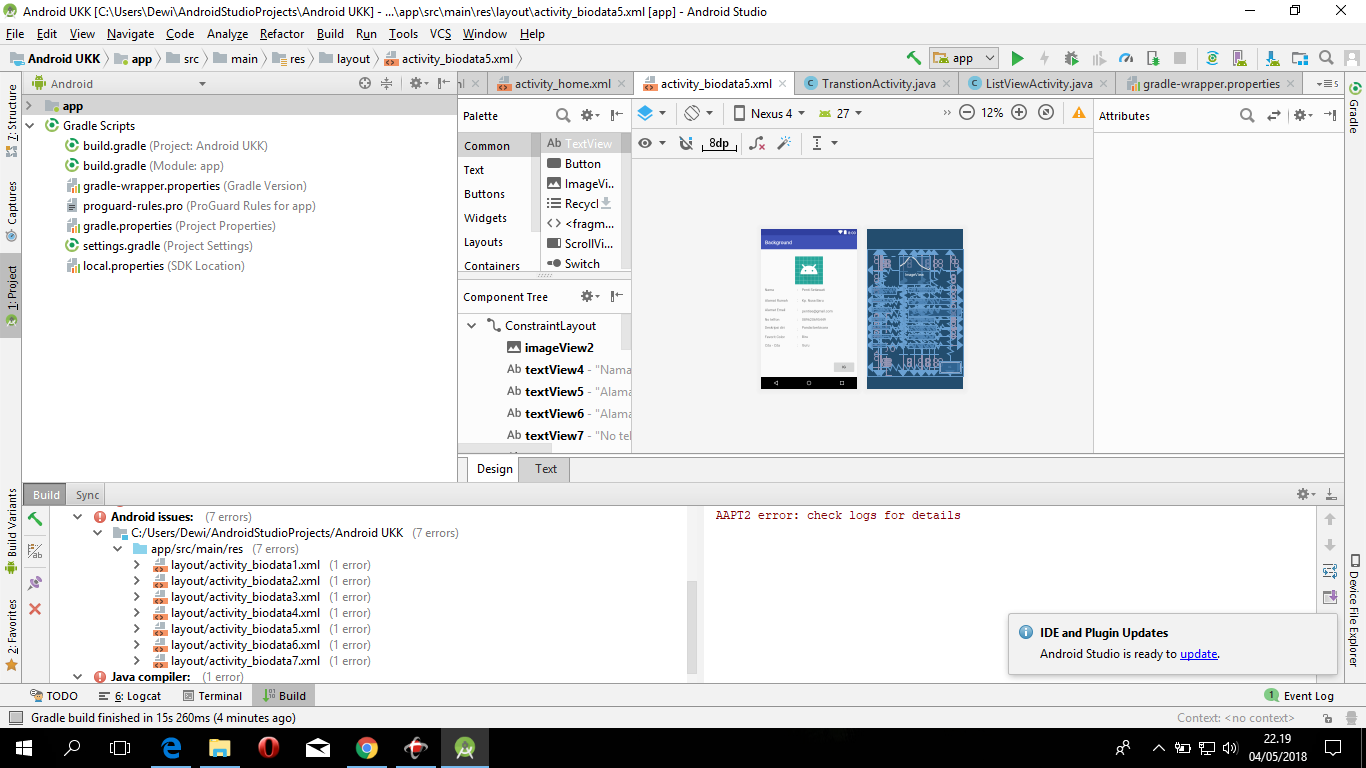 Android UKK [C:\Users\Dewi\AndroidStudioProjects\Android UKK] - ...\app\src\main\res\layout\activity_biodata5.xml [app] - Android Studio
File Edit View Navigate Code Analyze Refactor Build Run Tools VCS Window Help
Android UKK app src main res layout activity_biodata5.xml app
Android
activity_home.xml activity_biodata5.xml TranstionActivity.java ListViewActivity.java gradle-wrapper.properties
1: Project
7: Structure
Captures
Build Variants
2: Favorites
app
Gradle Scripts
build.gradle (Project: Android UKK)
build.gradle (Module: app)
gradle-wrapper.properties (Gradle Version)
proguard-rules.pro (ProGuard Rules for app)
gradle.properties (Project Properties)
settings.gradle (Project Settings)
local.properties (SDK Location)
Palette
Common
Text
Buttons
Widgets
Layouts
Containers
Ab TextView
Button
ImageVi..
Recycl
<fragm...
ScrollVi...
Switch
Component Tree
ConstraintLayout
imageView2
Ab textView4 - "Nama
Ab textView5 - "Alama
Ab textView6 - "Alama
Ab textView7 - "No tel
Nexus 4 27 12%
8dp
Background
ImageView
Attributes
Gradle
Device File Explorer
Design Text
Build Sync
Android issues: (7 errors)
C:/Users/Dewi/AndroidStudioProjects/Android UKK (7 errors)
app/src/main/res (7 errors)
layout/activity_biodata1.xml (1 error)
layout/activity_biodata2.xml (1 error)
layout/activity_biodata3.xml (1 error)
layout/activity_biodata4.xml (1 error)
layout/activity_biodata5.xml (1 error)
layout/activity_biodata6.xml (1 error)
layout/activity_biodata7.xml (1 error)
Java compiler: (1 error)
AAPT2 error: check logs for details
IDE and Plugin Updates
Android Studio is ready to update.
TODO 6: Logcat Terminal Build 1 Event Log
Gradle build finished in 15s 260ms (4 minutes ago) Context: <no context>
22.19
04/05/2018